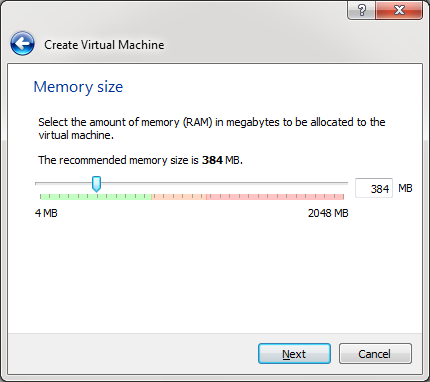 ?
Create Virtual Machine
Memory size
Select the amount of memory (RAM) in megabytes to be allocated to the
virtual machine.
The recommended memory size is 384 MB.
384 MB
4 MB 2048 MB
Next Cancel